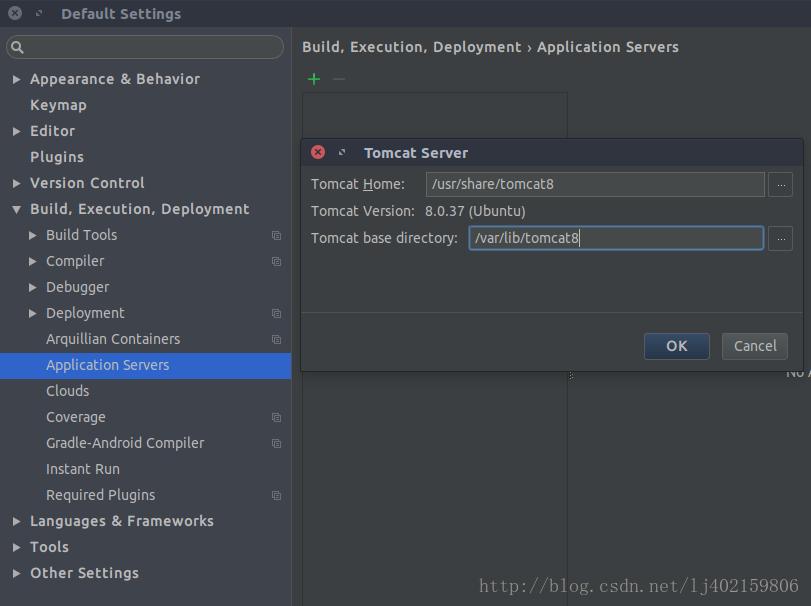 Default Settings
Appearance & Behavior
Keymap
Editor
Plugins
Version Control
Build, Execution, Deployment
Build Tools
Compiler
Debugger
Deployment
Arquillian Containers
Application Servers
Clouds
Coverage
Gradle-Android Compiler
Instant Run
Required Plugins
Languages & Frameworks
Tools
Other Settings
Build, Execution, Deployment › Application Servers
Tomcat Server
Tomcat Home: /usr/share/tomcat8 ...
Tomcat Version: 8.0.37 (Ubuntu)
Tomcat base directory: /var/lib/tomcat8 ...
OK Cancel
No
http://blog.csdn.net/lj402159806